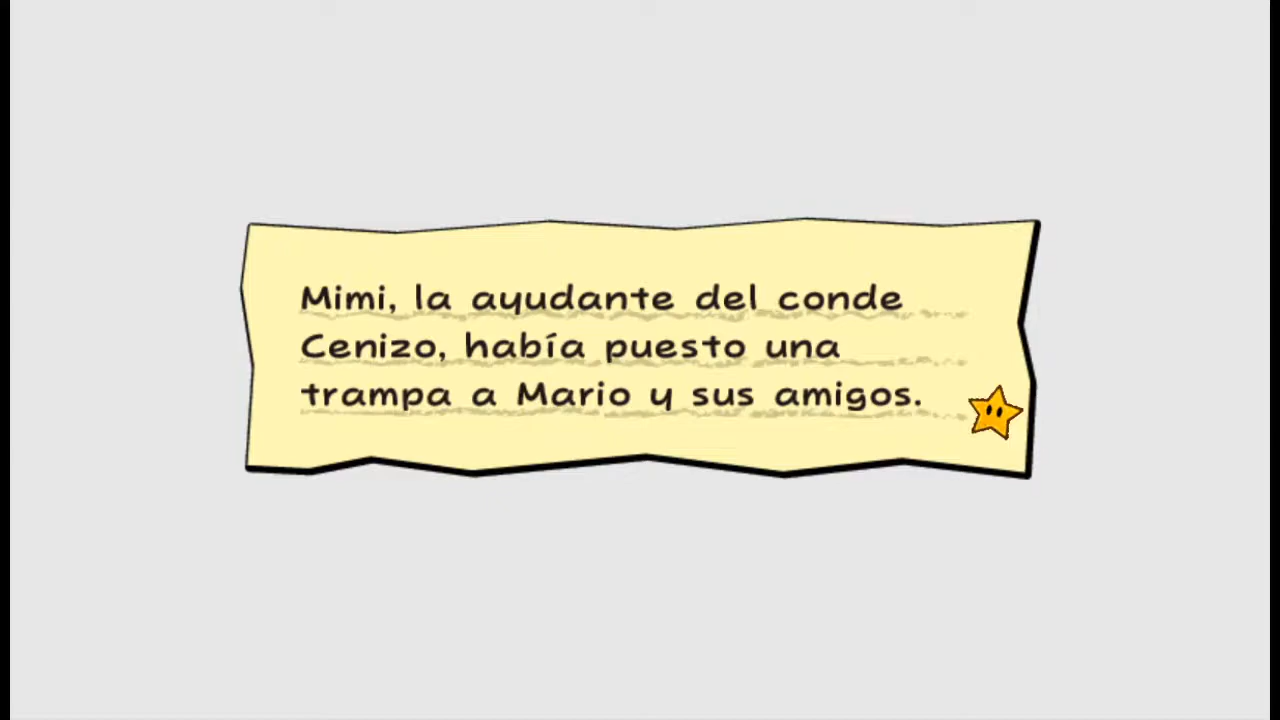 Mimi, la ayudante del conde
Cenizo, había puesto una
trampa a Mario y sus amigos.